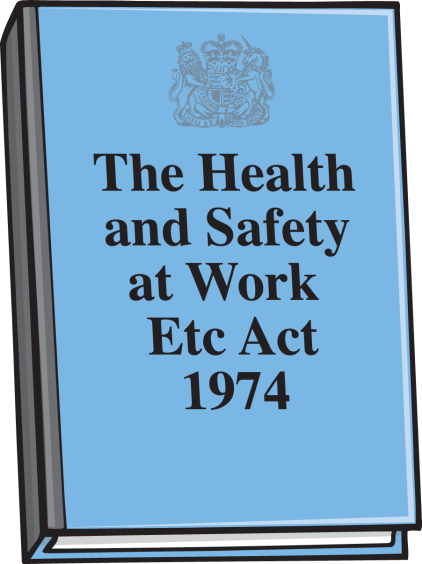 The Health
and Safety
at Work
Etc Act
1974